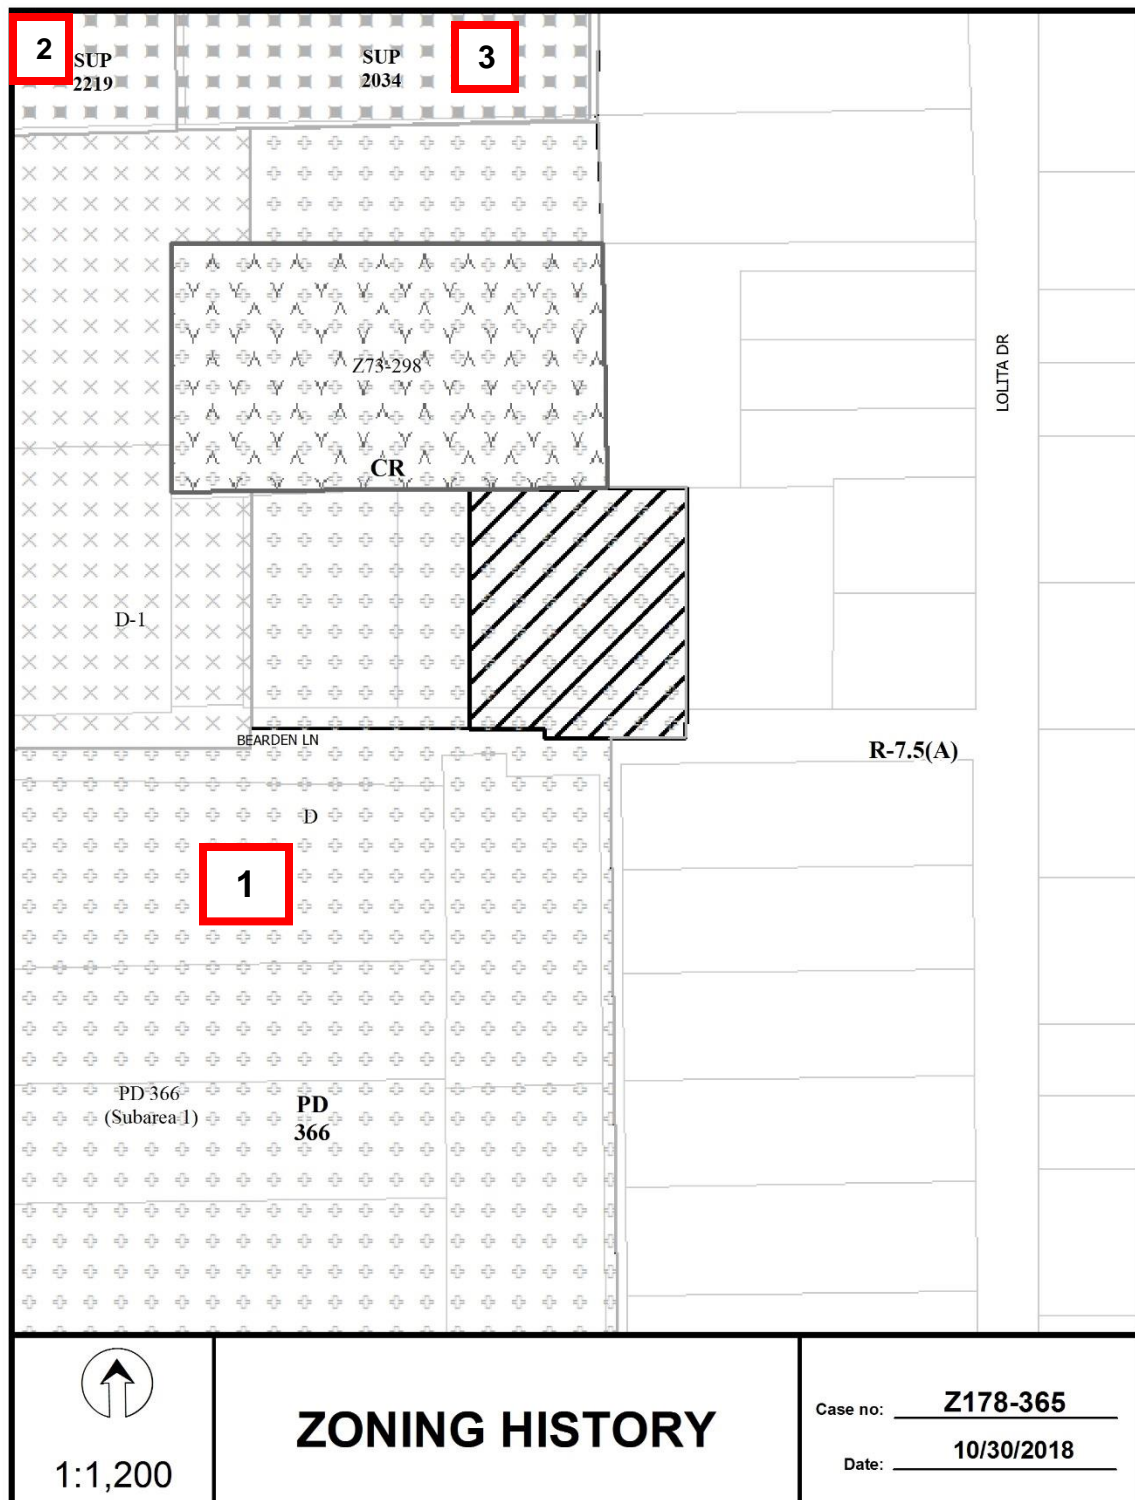 2
SUP
2219
SUP
2034
3
Z73-298
CR
LOLITA DR
D-1
BEARDEN LN
R-7.5(A)
D
1
PD 366
(Subarea 1)
PD
366
1:1,200
ZONING HISTORY
Case no: Z178-365
Date: 10/30/2018